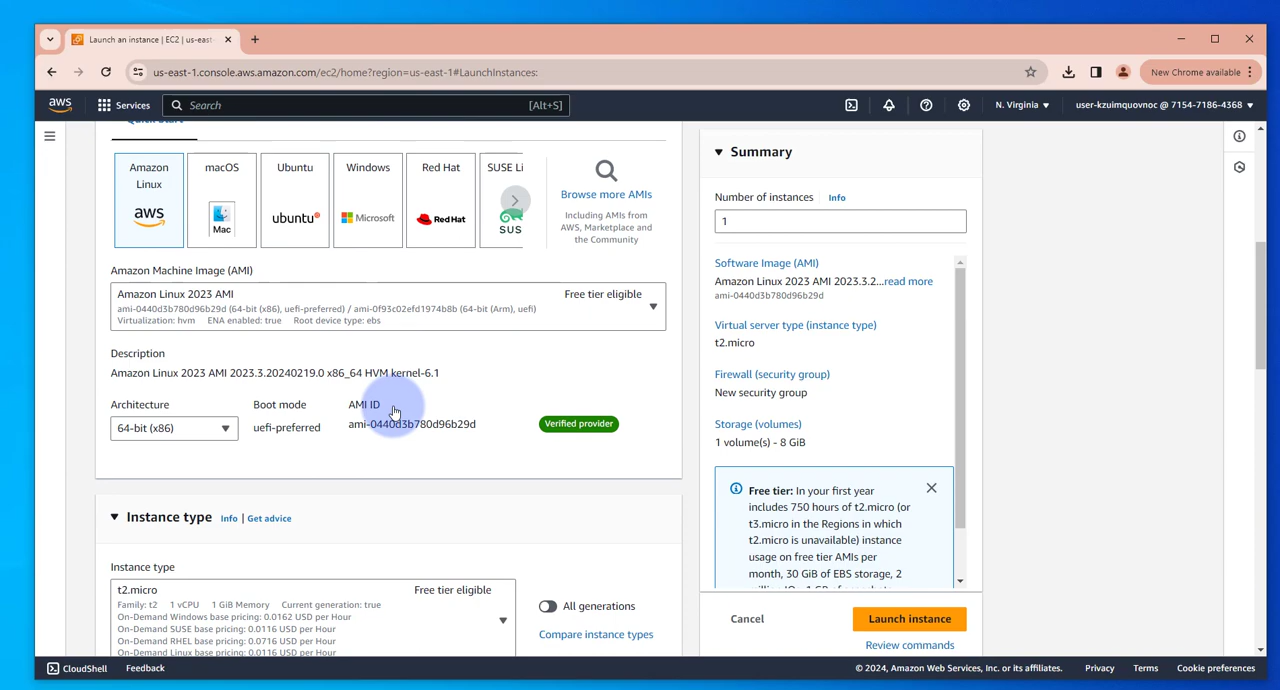 Launch an instance | EC2 | us-east-
us-east-1.console.aws.amazon.com/ec2/home?region=us-east-1#LaunchInstances:
New Chrome available
aws
Services
Search
[Alt+S]
N. Virginia
user-kzuimquovnoc @ 7154-7186-4368
Quick Start
Amazon
Linux
aws
macOS
Mac
Ubuntu
ubuntu
Windows
Microsoft
Red Hat
Red Hat
SUSE Li
SUS
Browse more AMIs
Including AMIs from
AWS, Marketplace and
the Community
Amazon Machine Image (AMI)
Amazon Linux 2023 AMI
Free tier eligible
ami-0440d3b780d96b29d (64-bit (x86), uefi-preferred) / ami-0f93c02efd1974b8b (64-bit (Arm), uefi)
Virtualization: hvm ENA enabled: true Root device type: ebs
Description
Amazon Linux 2023 AMI 2023.3.20240219.0 x86_64 HVM kernel-6.1
Architecture
Boot mode
AMI ID
64-bit (x86)
uefi-preferred
ami-0440d3b780d96b29d
Verified provider
Instance type
Info | Get advice
Instance type
t2.micro
Free tier eligible
Family: t2 1 vCPU 1 GiB Memory Current generation: true
On-Demand Windows base pricing: 0.0162 USD per Hour
On-Demand SUSE base pricing: 0.0116 USD per Hour
On-Demand RHEL base pricing: 0.0716 USD per Hour
On-Demand Linux base pricing: 0.0116 USD per Hour
All generations
Compare instance types
Summary
Number of instances Info
1
Software Image (AMI)
Amazon Linux 2023 AMI 2023.3.2...read more
ami-0440d3b780d96b29d
Virtual server type (instance type)
t2.micro
Firewall (security group)
New security group
Storage (volumes)
1 volume(s) - 8 GiB
Free tier: In your first year
includes 750 hours of t2.micro (or
t3.micro in the Regions in which
t2.micro is unavailable) instance
usage on free tier AMIs per
month, 30 GiB of EBS storage, 2
Cancel
Launch instance
Review commands
CloudShell
Feedback
© 2024, Amazon Web Services, Inc. or its affiliates.
Privacy
Terms
Cookie preferences